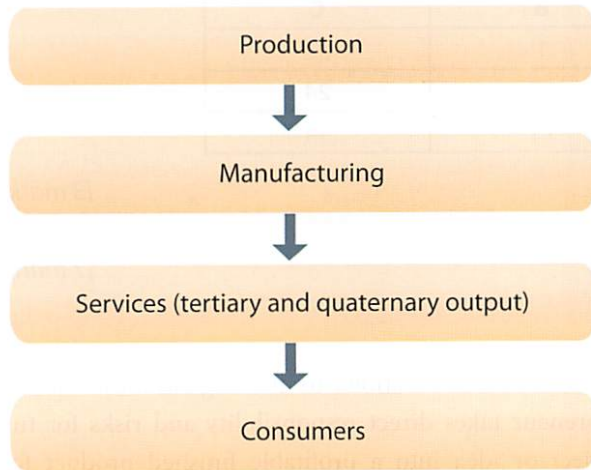 Production
Manufacturing
Services (tertiary and quaternary output)
Consumers